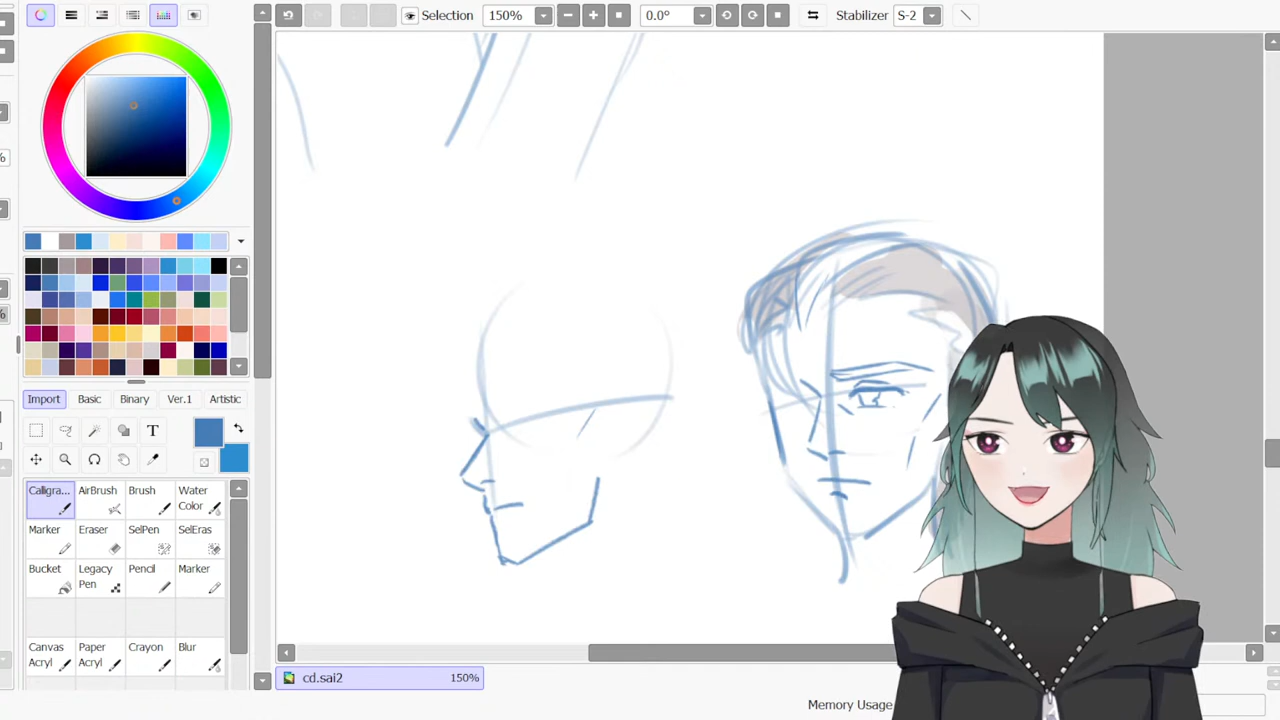 Selection 150% 0.0° Stabilizer S-2
%
%
Import Basic Binary Ver.1 Artistic
T
Calligra... AirBrush Brush Water Color
Marker Eraser SelPen SelEras
Bucket Legacy Pen Pencil Marker
Canvas Acryl Paper Acryl Crayon Blur
cd.sai2 150%
Memory Usage